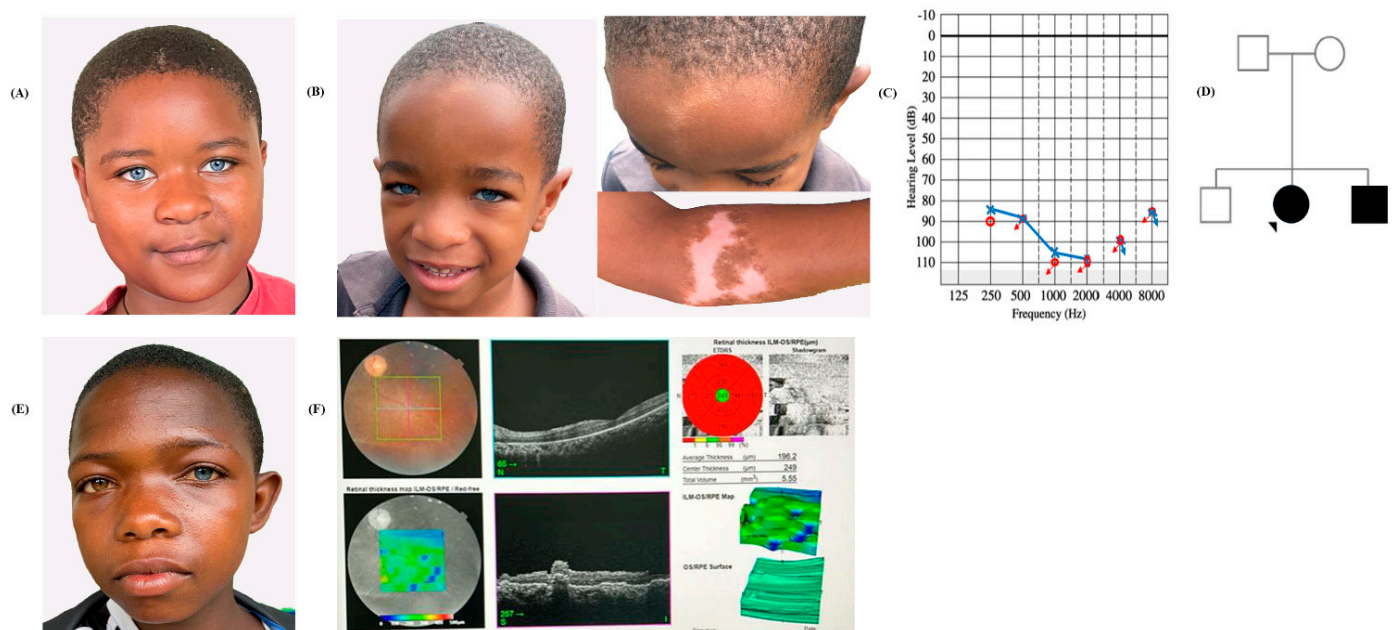 (A)
(B)
(C)
(D)
-10
0
10
20
30
40
50
60
70
80
90
100
110
Hearing Level (dB)
125 250 500 1000 2000 4000 8000
Frequency (Hz)
(E)
(F)
Retinal thickness ILM-OS/RPE(µm)
ETDRS
Shadowgram
N
T
65 →
N
T
Average Thickness (µm) 196.2
Center Thickness (µm) 249
Total Volume (mm³) 5.55
Retinal thickness map ILM-OS/RPE / Red-free
ILM-OS/RPE Map
OS/RPE Surface
257 →
S
I